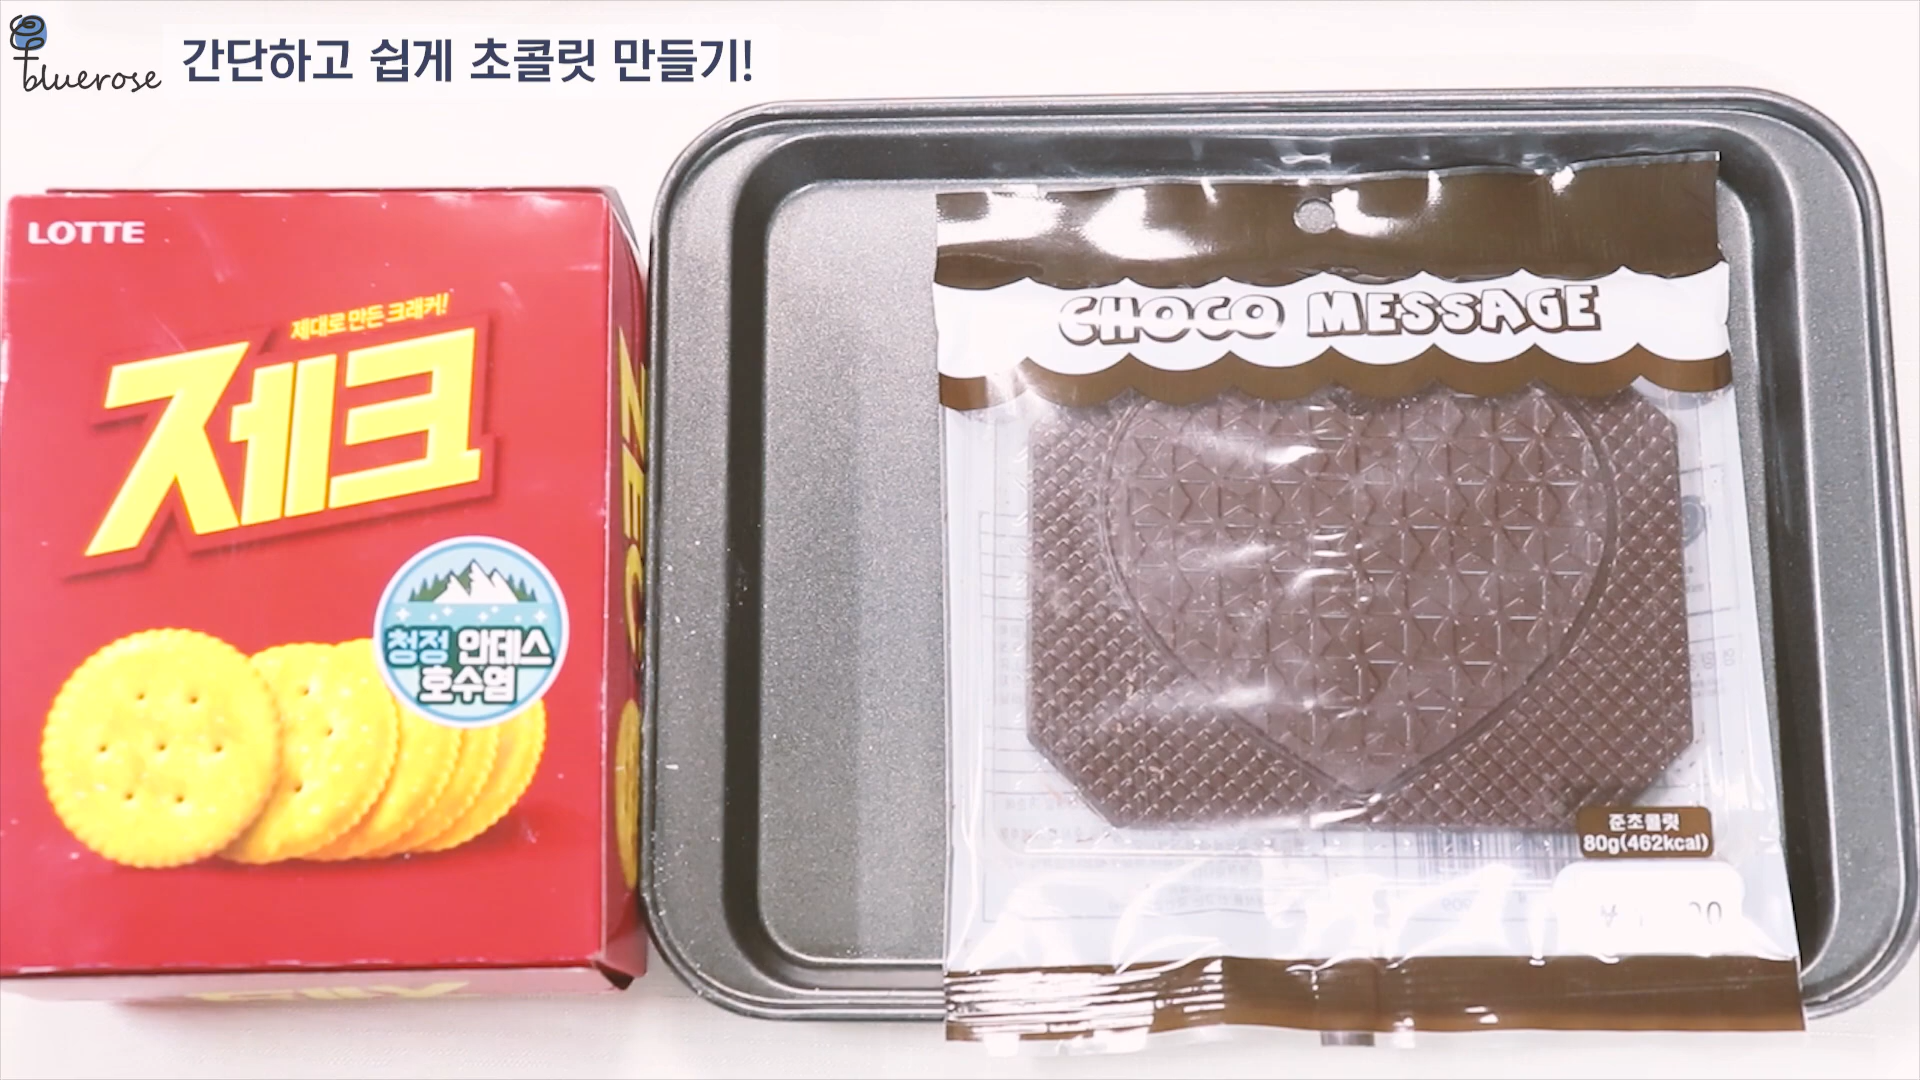 bluerose
간단하고 쉽게 초콜릿 만들기!
LOTTE
제대로 만든 크래커!
제크
ZEC
청정 안데스
호수염
CHOCO MESSAGE
준초콜릿
80g(462kcal)